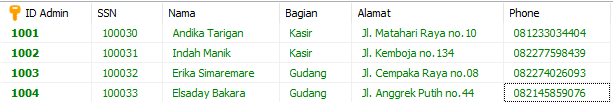 ID Admin SSN Nama Bagian Alamat Phone
1001 100030 Andika Tarigan Kasir Jl. Matahari Raya no.10 081233034404
1002 100031 Indah Manik Kasir Jl. Kemboja no.134 082277598439
1003 100032 Erika Simaremare Gudang Jl. Cempaka Raya no.08 082274026093
1004 100033 Elsaday Bakara Gudang Jl. Anggrek Putih no.44 082145859076